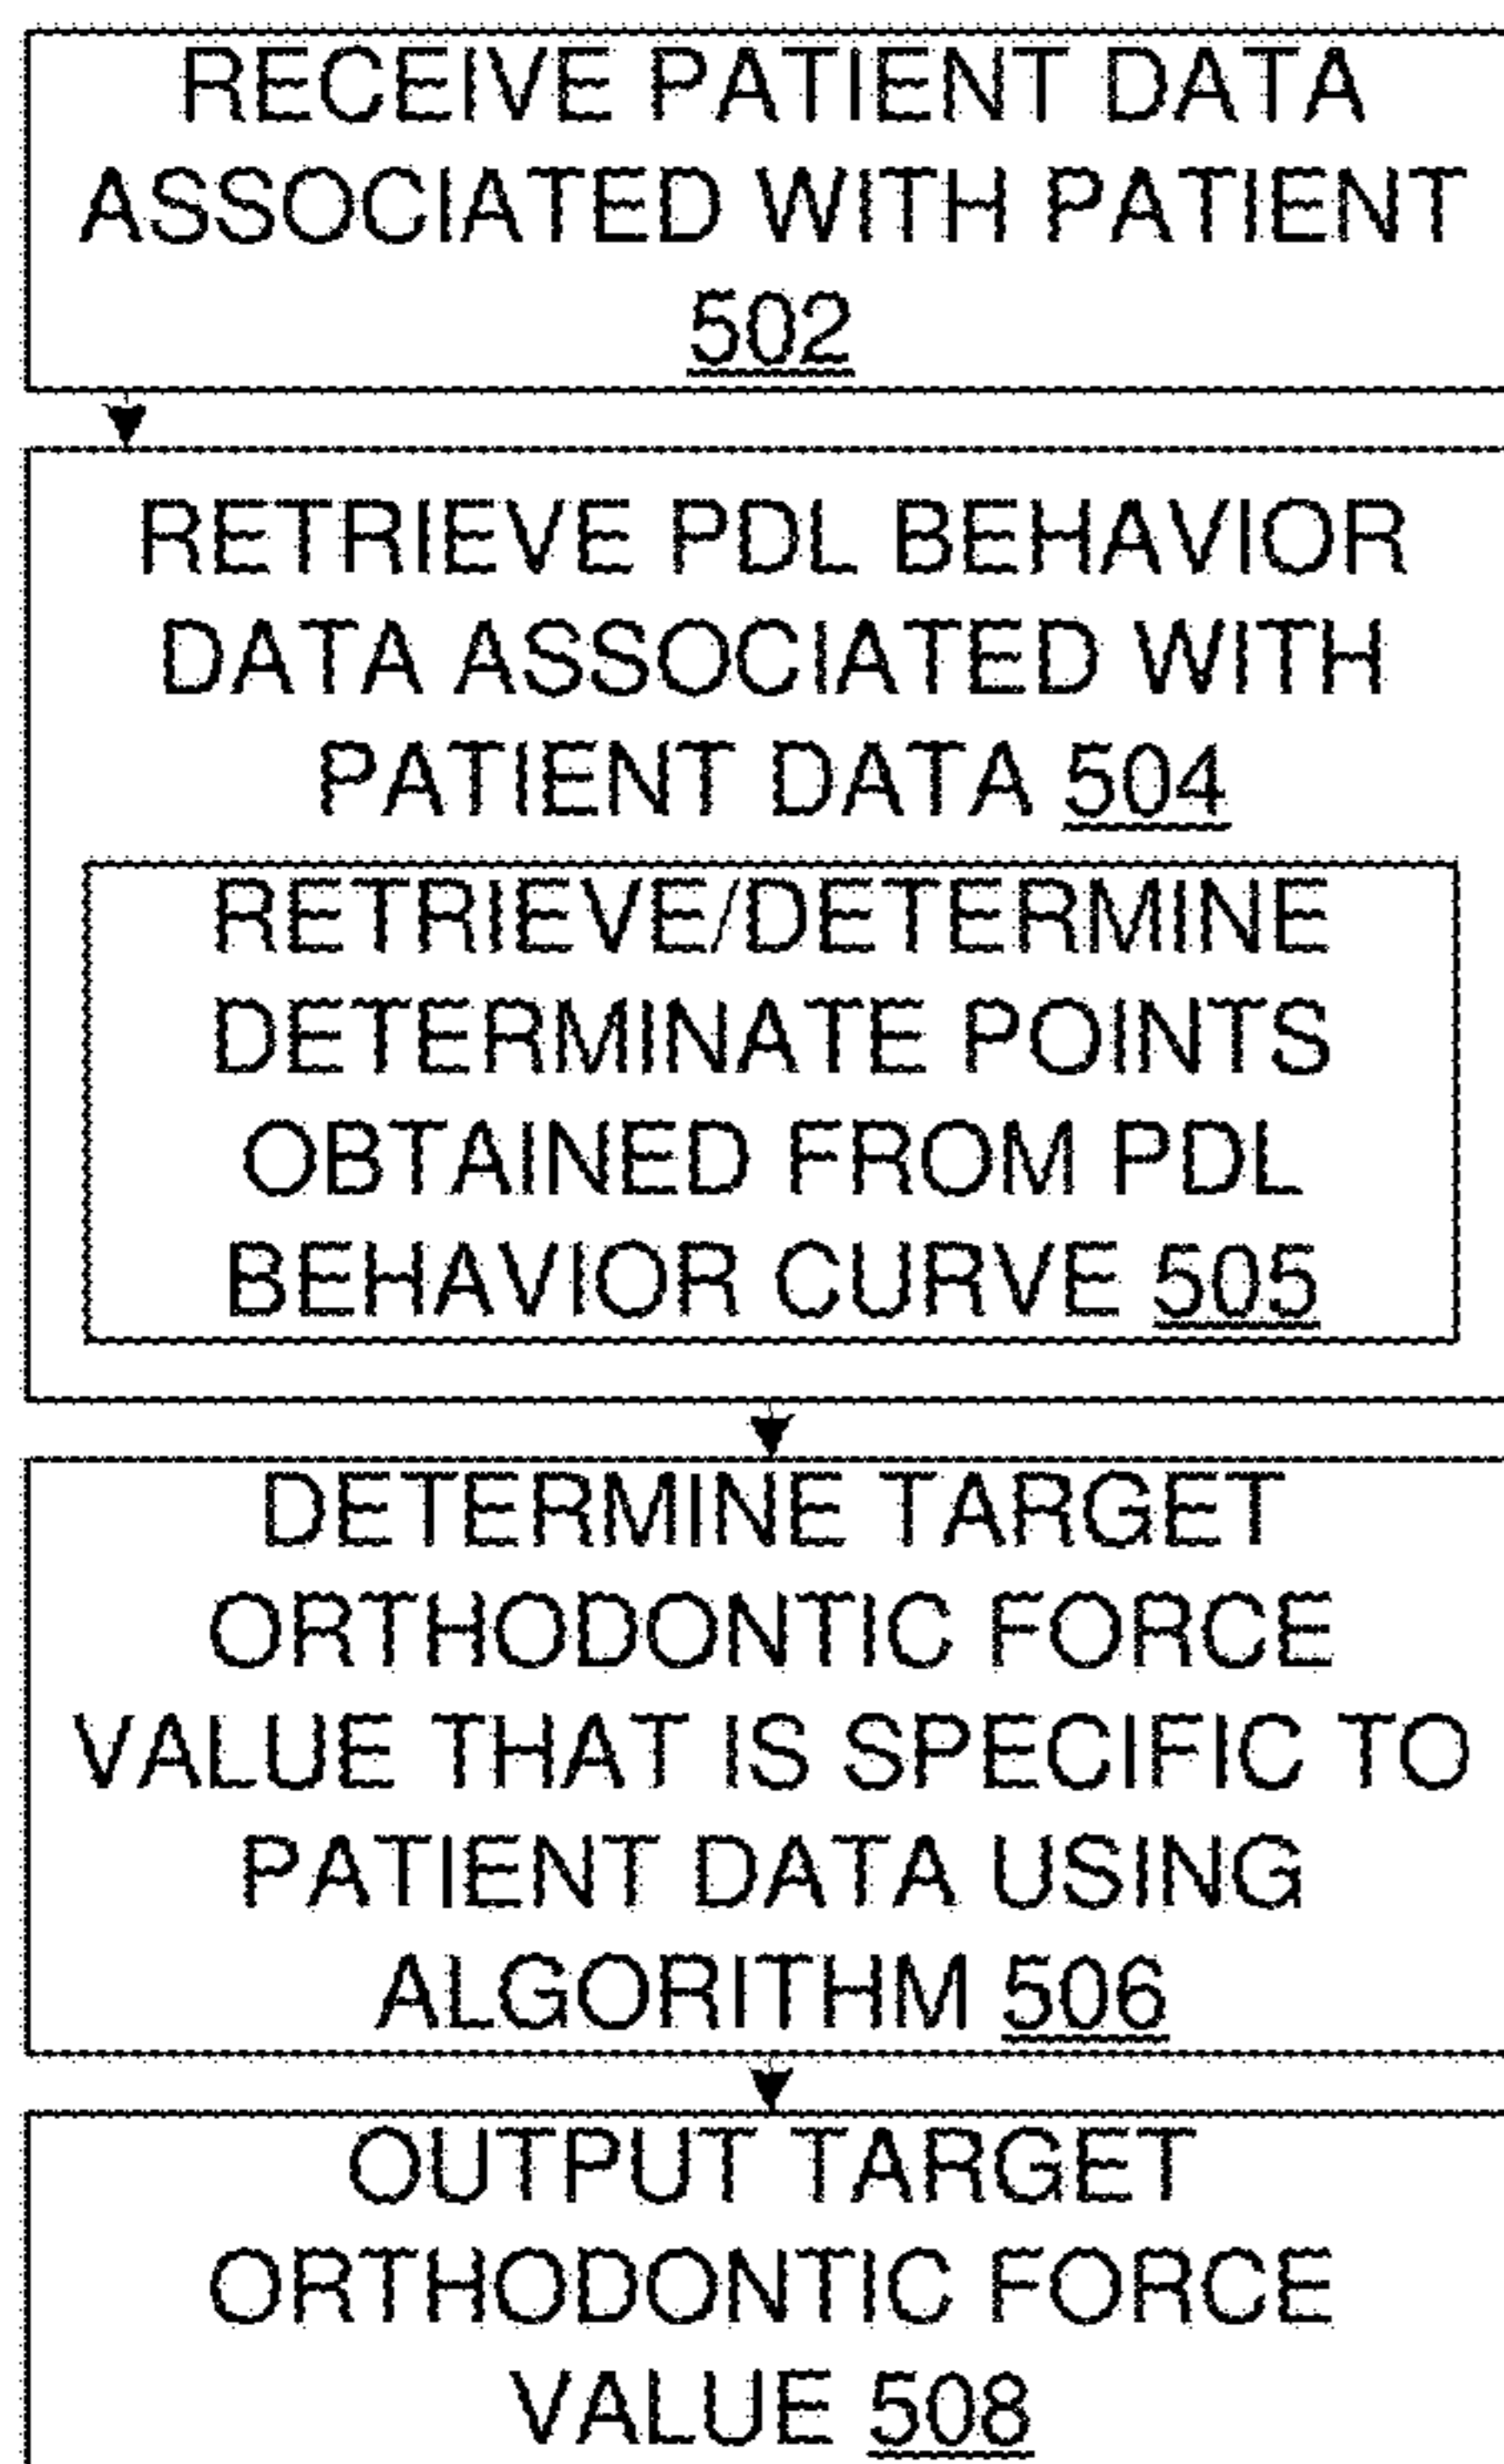 RECEIVE PATIENT DATA
ASSOCIATED WITH PATIENT
502
RETRIEVE PDL BEHAVIOR
DATA ASSOCIATED WITH
PATIENT DATA 504
RETRIEVE/DETERMINE
DETERMINATE POINTS
OBTAINED FROM PDL
BEHAVIOR CURVE 505
DETERMINE TARGET
ORTHODONTIC FORCE
VALUE THAT IS SPECIFIC TO
PATIENT DATA USING
ALGORITHM 506
OUTPUT TARGET
ORTHODONTIC FORCE
VALUE 508